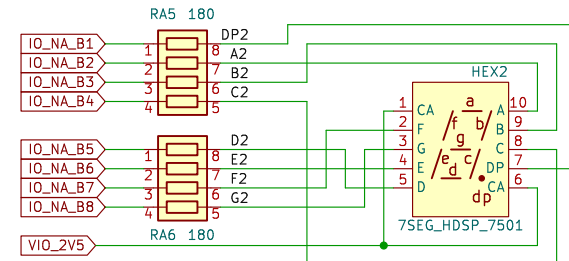 RA5 180
IO_NA_B1 1 8 DP2
IO_NA_B2 2 7 A2
IO_NA_B3 3 6 B2
IO_NA_B4 4 5 C2
HEX2
1 CA a A 10
2 F f b B 9
3 G g C 8
4 E e c DP 7
5 D d CA 6
dp
7SEG_HDSP_7501
IO_NA_B5 1 8 D2
IO_NA_B6 2 7 E2
IO_NA_B7 3 6 F2
IO_NA_B8 4 5 G2
RA6 180
VIO_2V5